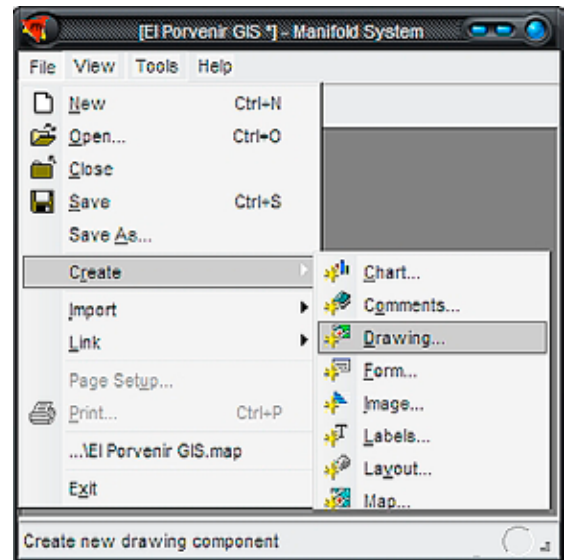 [El Porvenir GIS *] - Manifold System
File View Tools Help
New Ctrl+N
Open... Ctrl+O
Close
Save Ctrl+S
Save As...
Create
Import
Link
Page Setup...
Print... Ctrl+P
...\El Porvenir GIS.map
Exit
Chart...
Comments...
Drawing...
Form...
Image...
Labels...
Layout...
Map...
Create new drawing component